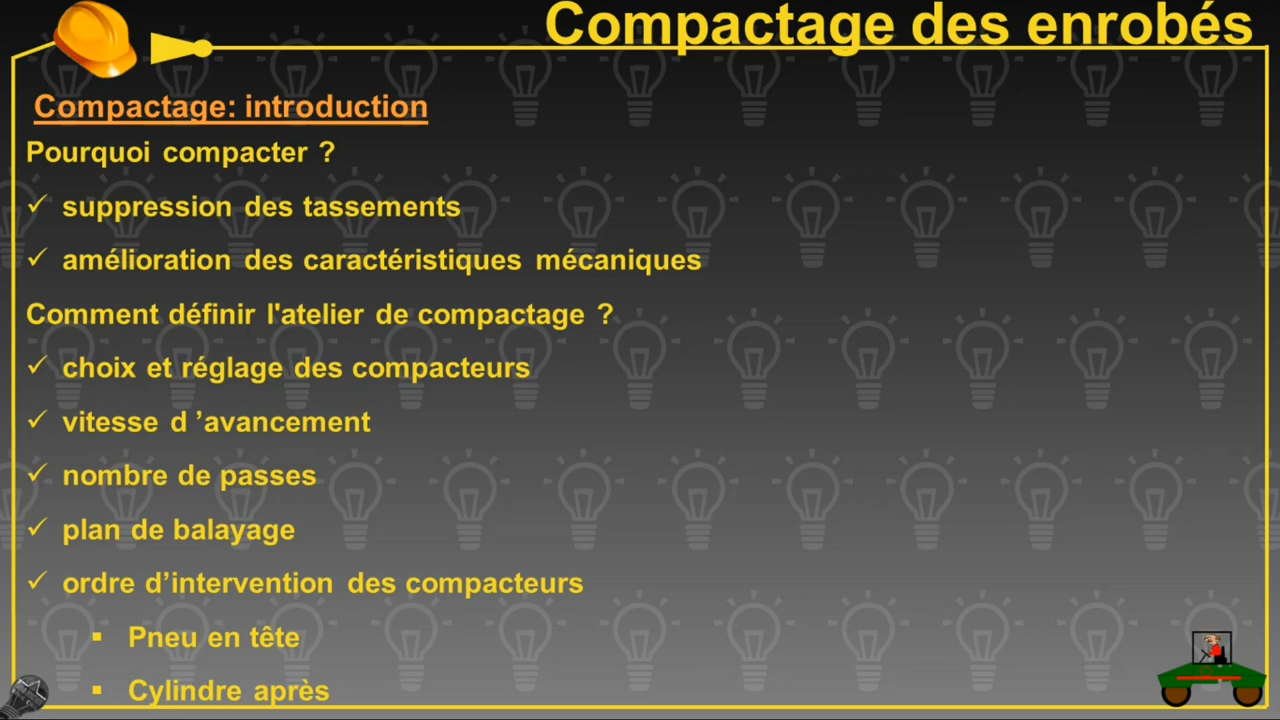 Compactage des enrobés
Compactage: introduction
Pourquoi compacter ?
✓ suppression des tassements
✓ amélioration des caractéristiques mécaniques
Comment définir l'atelier de compactage ?
✓ choix et réglage des compacteurs
✓ vitesse d ’avancement
✓ nombre de passes
✓ plan de balayage
✓ ordre d’intervention des compacteurs
▪ Pneu en tête
▪ Cylindre après